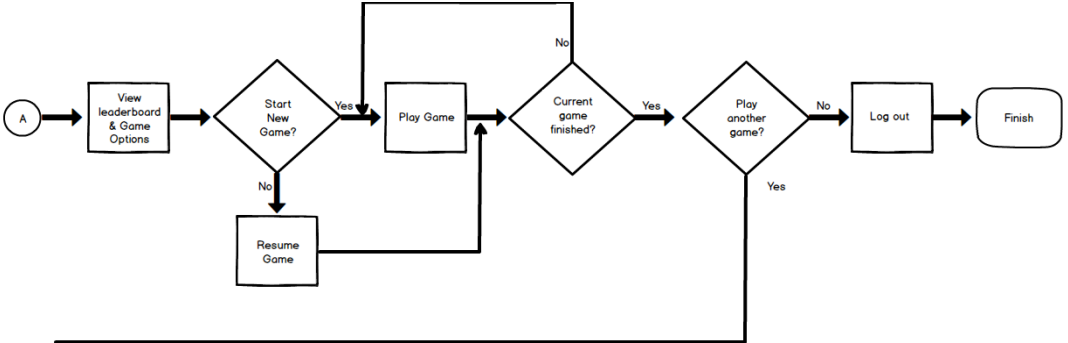 No
A
View
leaderboard
& Game
Options
Start
New
Game?
Yes
Play Game
Current
game
finished?
Yes
Play
another
game?
No
Log out
Finish
No
Yes
Resume
Game